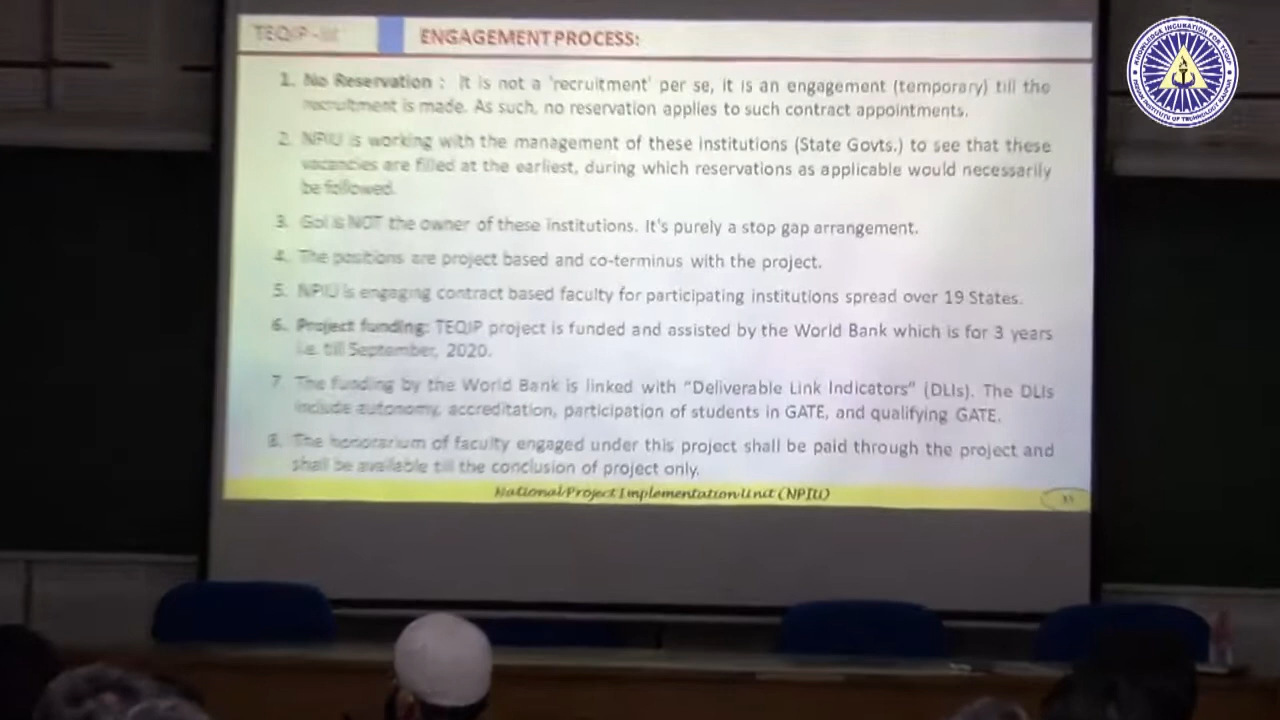 TEQIP - III
ENGAGEMENT PROCESS:
1. No Reservation : It is not a 'recruitment' per se, it is an engagement (temporary) till the
recruitment is made. As such, no reservation applies to such contract appointments.
2. NPIU is working with the management of these institutions (State Govts.) to see that these
vacancies are filled at the earliest, during which reservations as applicable would necessarily
be followed.
3. GoI is NOT the owner of these institutions. It's purely a stop gap arrangement.
4. The positions are project based and co-terminus with the project.
5. NPIU is engaging contract based faculty for participating institutions spread over 19 States.
6. Project funding: TEQIP project is funded and assisted by the World Bank which is for 3 years
i.e. till September, 2020.
7. The funding by the World Bank is linked with "Deliverable Link Indicators" (DLIs). The DLIs
include autonomy, accreditation, participation of students in GATE, and qualifying GATE.
8. The honorarium of faculty engaged under this project shall be paid through the project and
shall be available till the conclusion of project only.
National Project Implementation Unit (NPIU)
KNOWLEDGE INCUBATION FOR TEQIP
INDIAN INSTITUTE OF TECHNOLOGY KANPUR